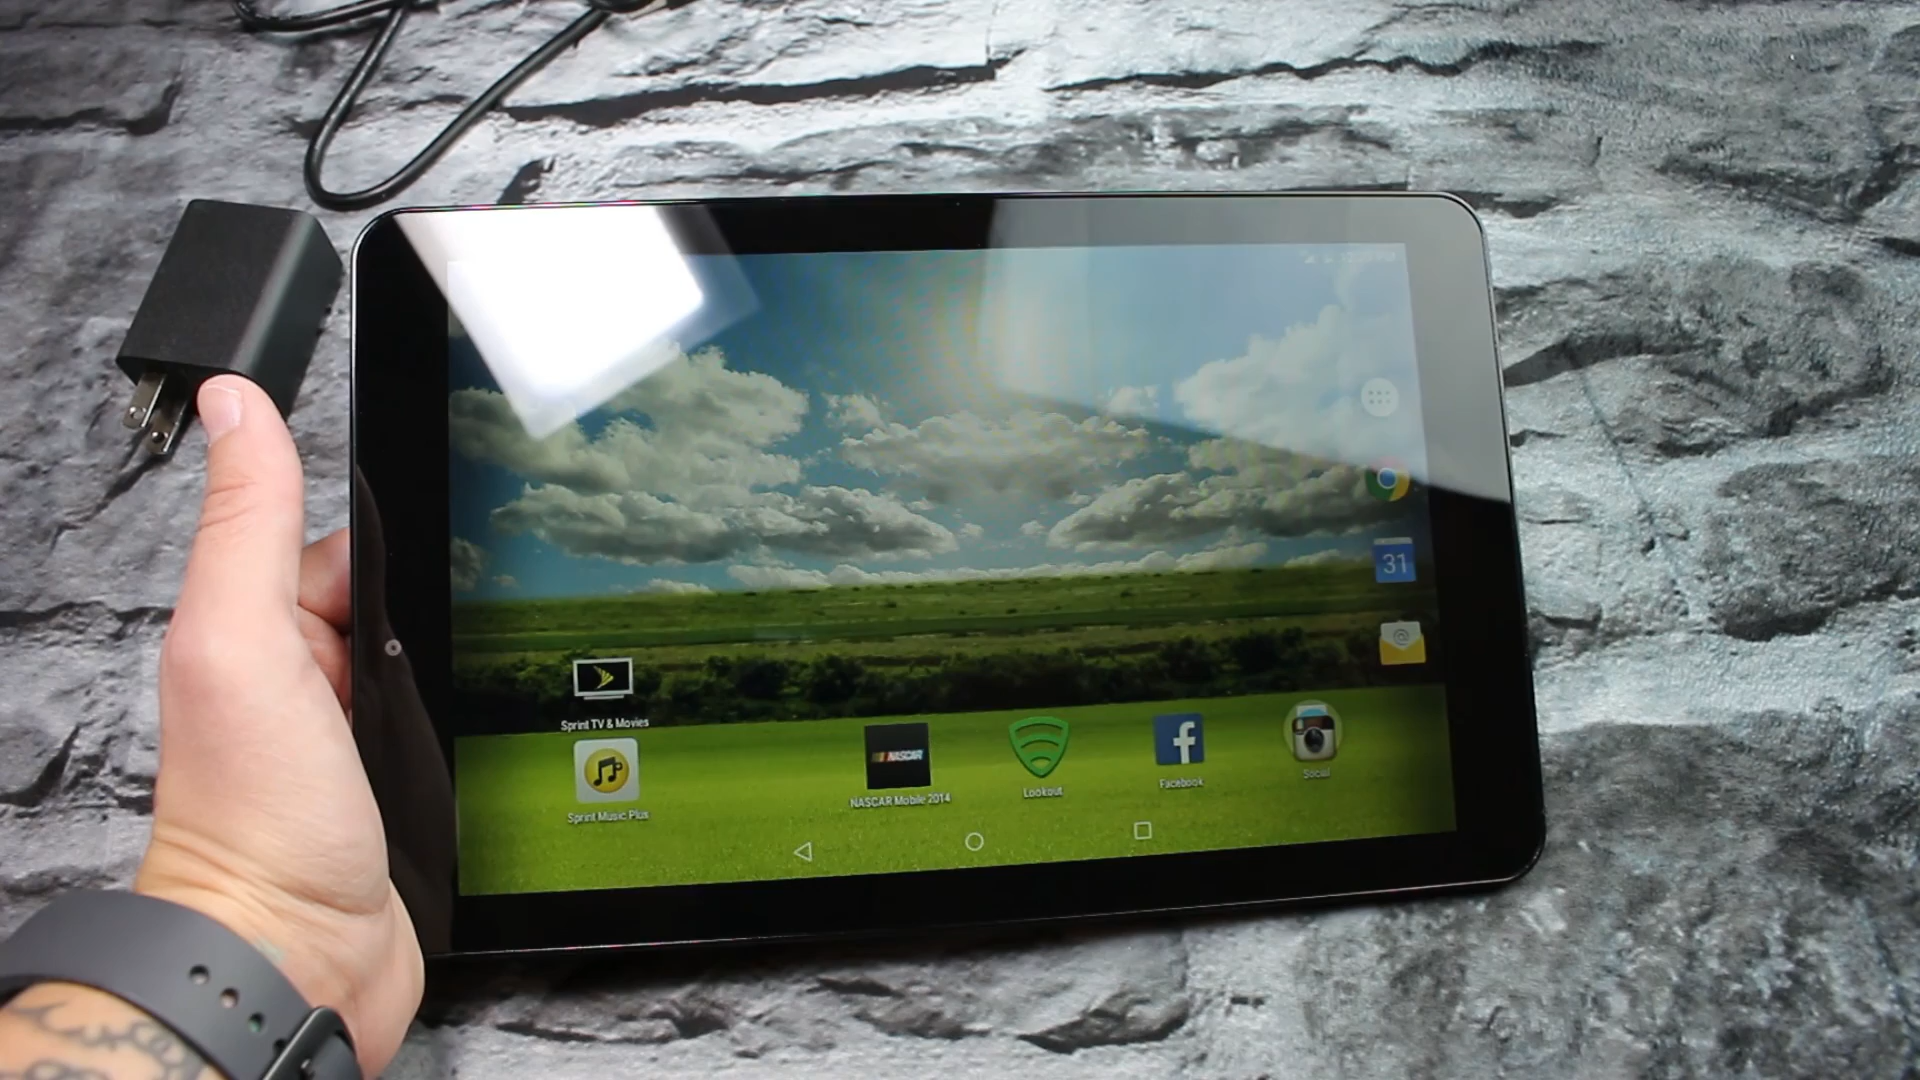 31
Sprint TV & Movies
Sprint Music Plus
NASCAR
NASCAR Mobile 2014
Lookout
Facebook
Social